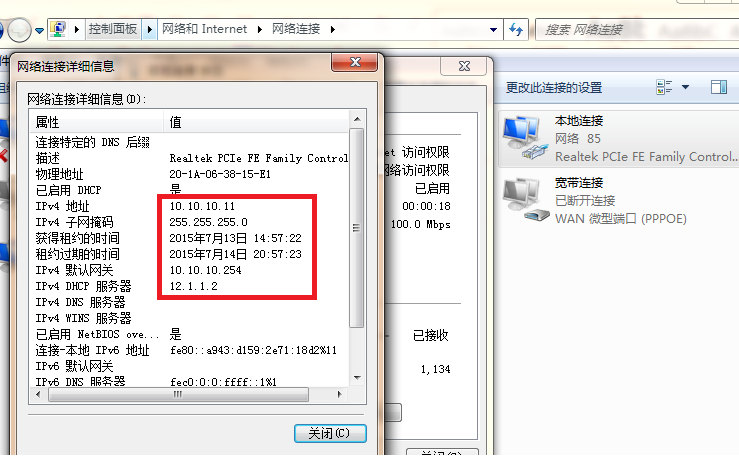 控制面板 网络和 Internet 网络连接
搜索 网络连接
网络连接详细信息
网络连接详细信息(D):
属性 值
连接特定的 DNS 后缀
描述 Realtek PCIe FE Family Control
物理地址 20-1A-06-38-15-E1
已启用 DHCP 是
IPv4 地址 10.10.10.11
IPv4 子网掩码 255.255.255.0
获得租约的时间 2015年7月13日 14:57:22
租约过期的时间 2015年7月14日 20:57:23
IPv4 默认网关 10.10.10.254
IPv4 DHCP 服务器 12.1.1.2
IPv4 DNS 服务器
IPv4 WINS 服务器
已启用 NetBIOS ove... 是
连接-本地 IPv6 地址 fe80::a943:d159:2e71:18d2%11
IPv6 默认网关
IPv6 DNS 服务器 fec0:0:0:ffff::1%1
关闭(C)
et 访问权限
网络访问权限
已启用
00:00:18
100.0 Mbps
已接收
1,134
更改此连接的设置
本地连接
网络 85
Realtek PCIe FE Family Control...
宽带连接
已断开连接
WAN 微型端口 (PPPOE)